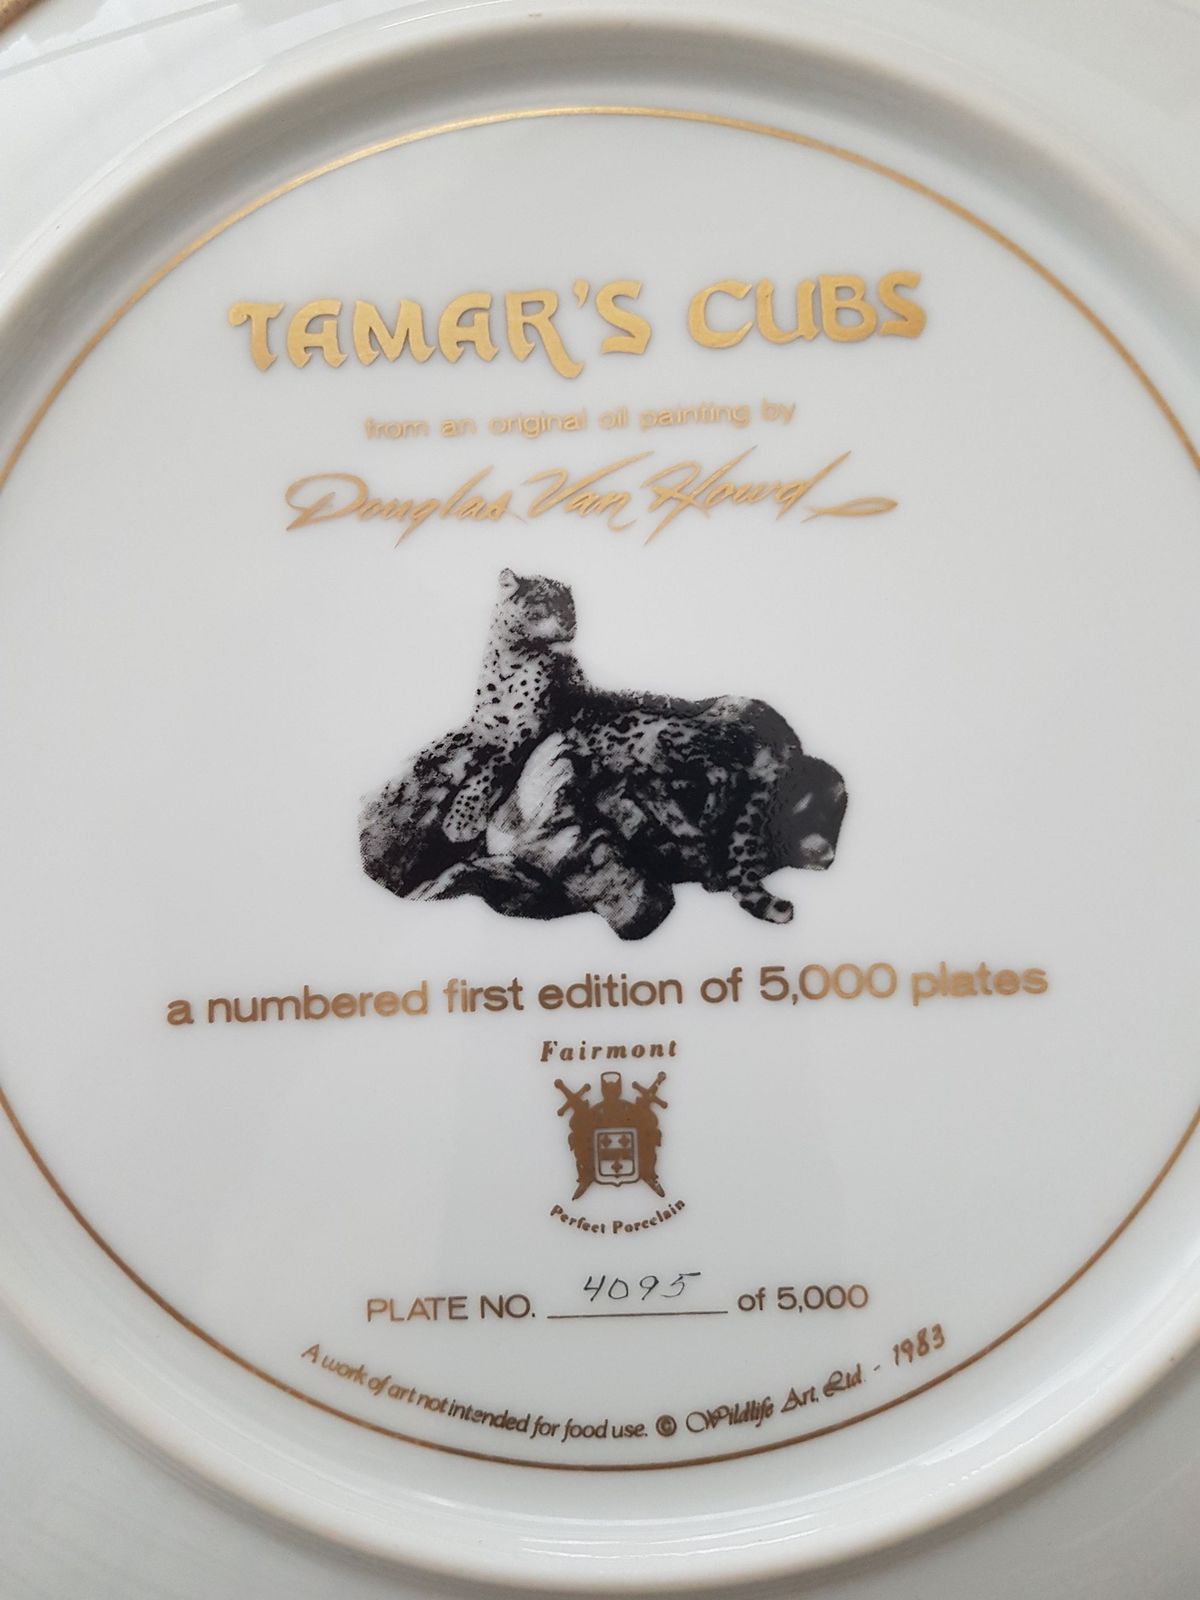 TAMAR'S CUBS
from an original oil painting by
Douglas Van Howd
a numbered first edition of 5,000 plates
Fairmont
Perfect Porcelain
PLATE NO. 4095 of 5,000
A work of art not intended for food use. © Wildlife Art, Ltd. - 1983